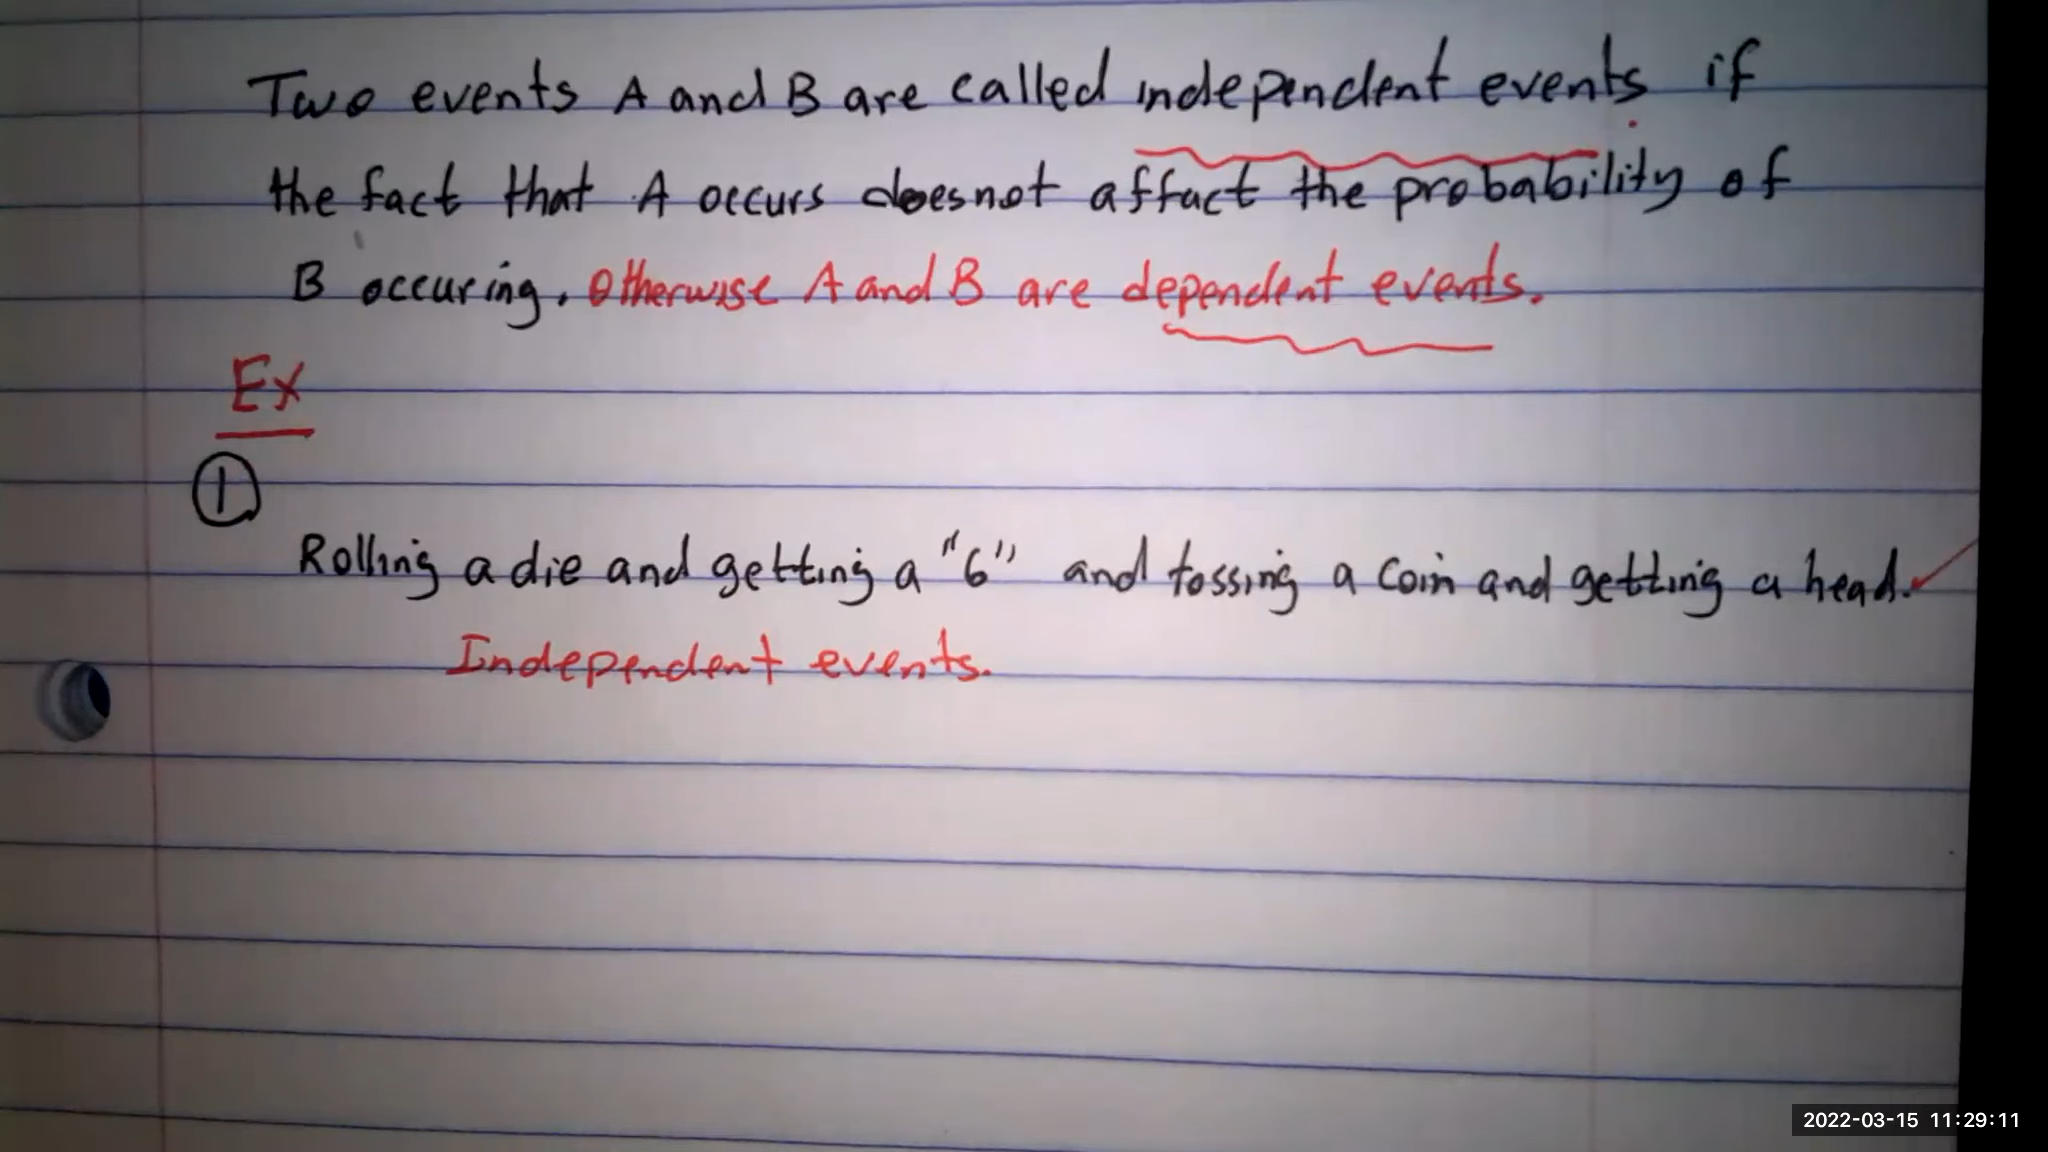 Two events A and B are called independent events if
the fact that A occurs doesnot affact the probability of
B occuring. Otherwise A and B are dependent events.
Ex
1
Rolling a die and getting a "6" and tossing a coin and getting a head.
Independent events.
2022-03-15 11:29:11